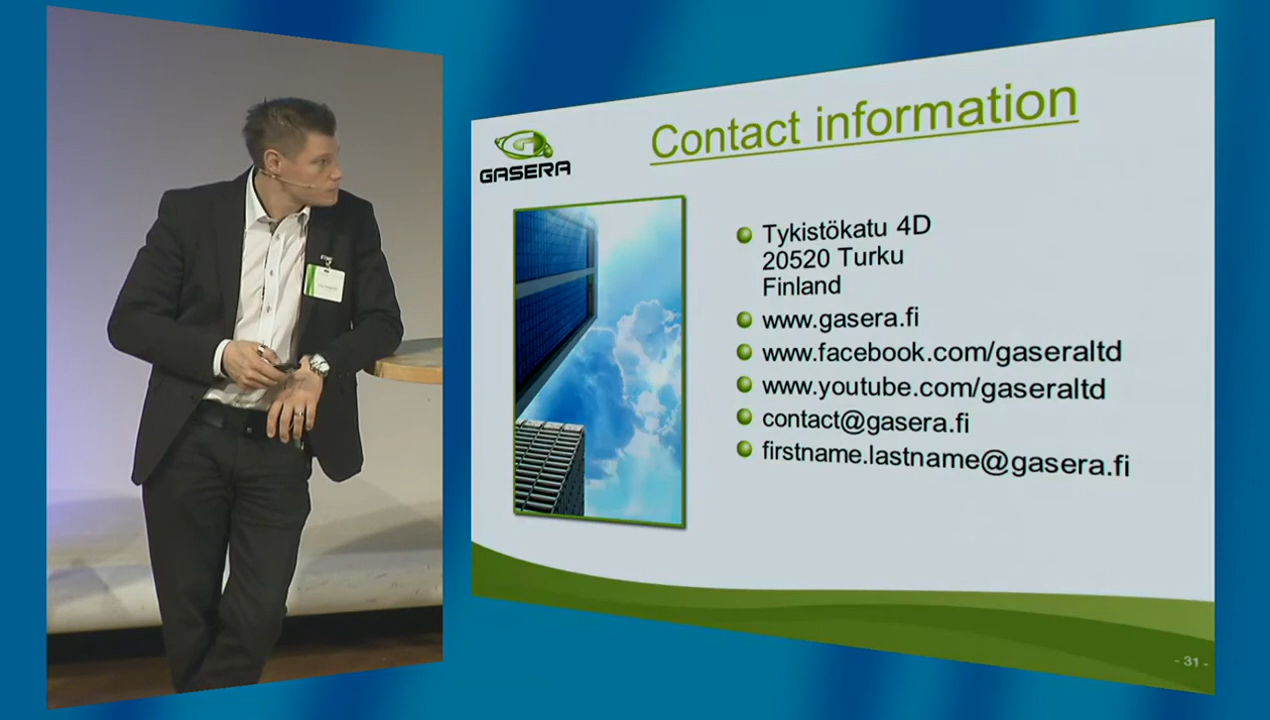 GASERA
Contact information
Tykistökatu 4D
20520 Turku
Finland
www.gasera.fi
www.facebook.com/gaseraltd
www.youtube.com/gaseraltd
contact@gasera.fi
firstname.lastname@gasera.fi
- 31 -